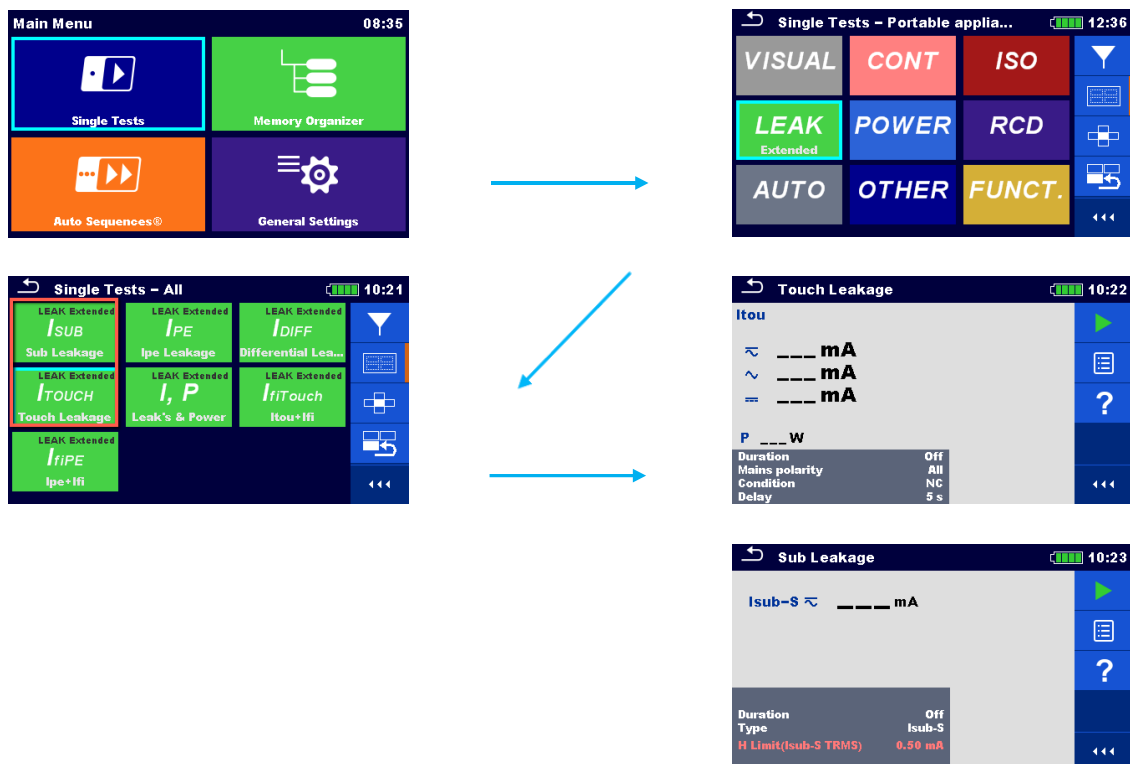 Main Menu 08:35
Single Tests Memory Organizer
Auto Sequences® General Settings
Single Tests – Portable applia... 12:36
VISUAL CONT ISO
LEAK POWER RCD
Extended
AUTO OTHER FUNCT.
Single Tests – All 10:21
LEAK Extended LEAK Extended LEAK Extended
ISUB IPE IDIFF
Sub Leakage Ipe Leakage Differential Lea...
LEAK Extended LEAK Extended LEAK Extended
ITOUCH I, P IfiTouch
Touch Leakage Leak's & Power Itou+Ifi
LEAK Extended
IfiPE
Ipe+Ifi
Touch Leakage 10:22
Itou
___ mA
___ mA
___ mA
P ___ W
Duration Off
Mains polarity All
Condition NC
Delay 5 s
?
Sub Leakage 10:23
Isub-S ___ mA
?
Duration Off
Type Isub-S
H Limit(Isub-S TRMS) 0.50 mA